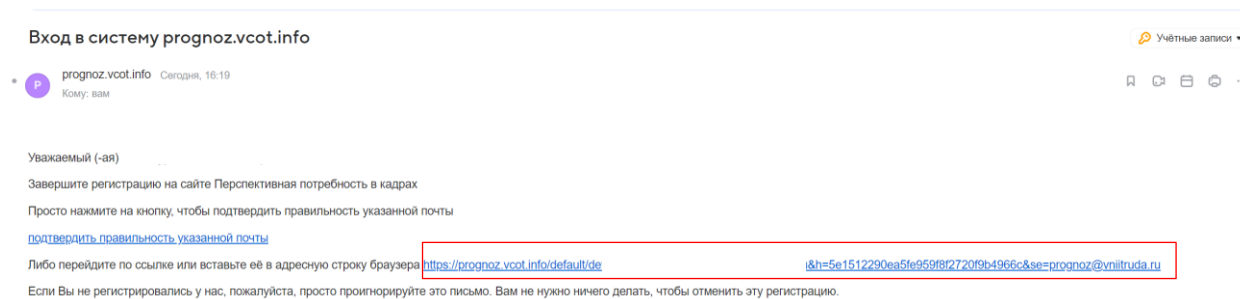 Вход в систему prognoz.vcot.info
Учётные записи
P
prognoz.vcot.info Сегодня, 16:19
Кому: вам
Уважаемый (-ая)
Завершите регистрацию на сайте Перспективная потребность в кадрах
Просто нажмите на кнопку, чтобы подтвердить правильность указанной почты
подтвердить правильность указанной почты
Либо перейдите по ссылке или вставьте её в адресную строку браузера https://prognoz.vcot.info/default/de &h=5e1512290ea5fe959f8f2720f9b4966c&se=prognoz@vniitruda.ru
Если Вы не регистрировались у нас, пожалуйста, просто проигнорируйте это письмо. Вам не нужно ничего делать, чтобы отменить эту регистрацию.